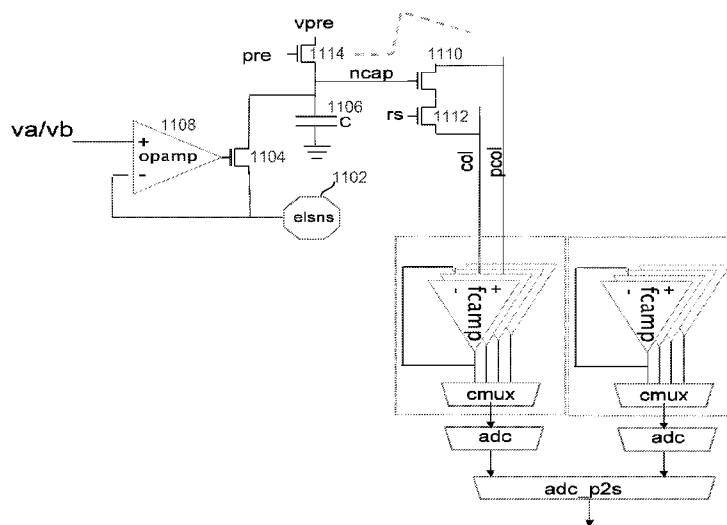 vpre
pre
1114
1110
ncap
1106
C
rs
1112
va/vb
1108
+
opamp
-
1104
1102
elsns
col
pcol
- +
fcamp
- +
fcamp
cmux
cmux
adc
adc
adc_p2s